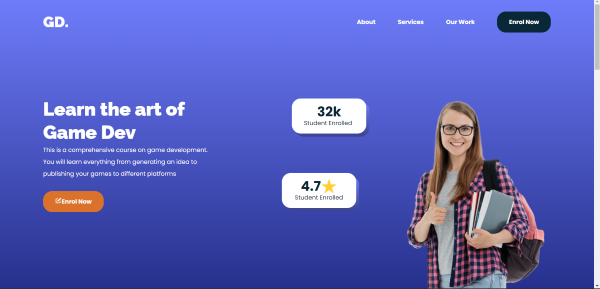 GD.
About
Services
Our Work
Enrol Now
Learn the art of
Game Dev
This is a comprehensive course on game development.
You will learn everything from generating an idea to
publishing your games to different platforms
Enrol Now
32k
Student Enrolled
4.7
Student Enrolled